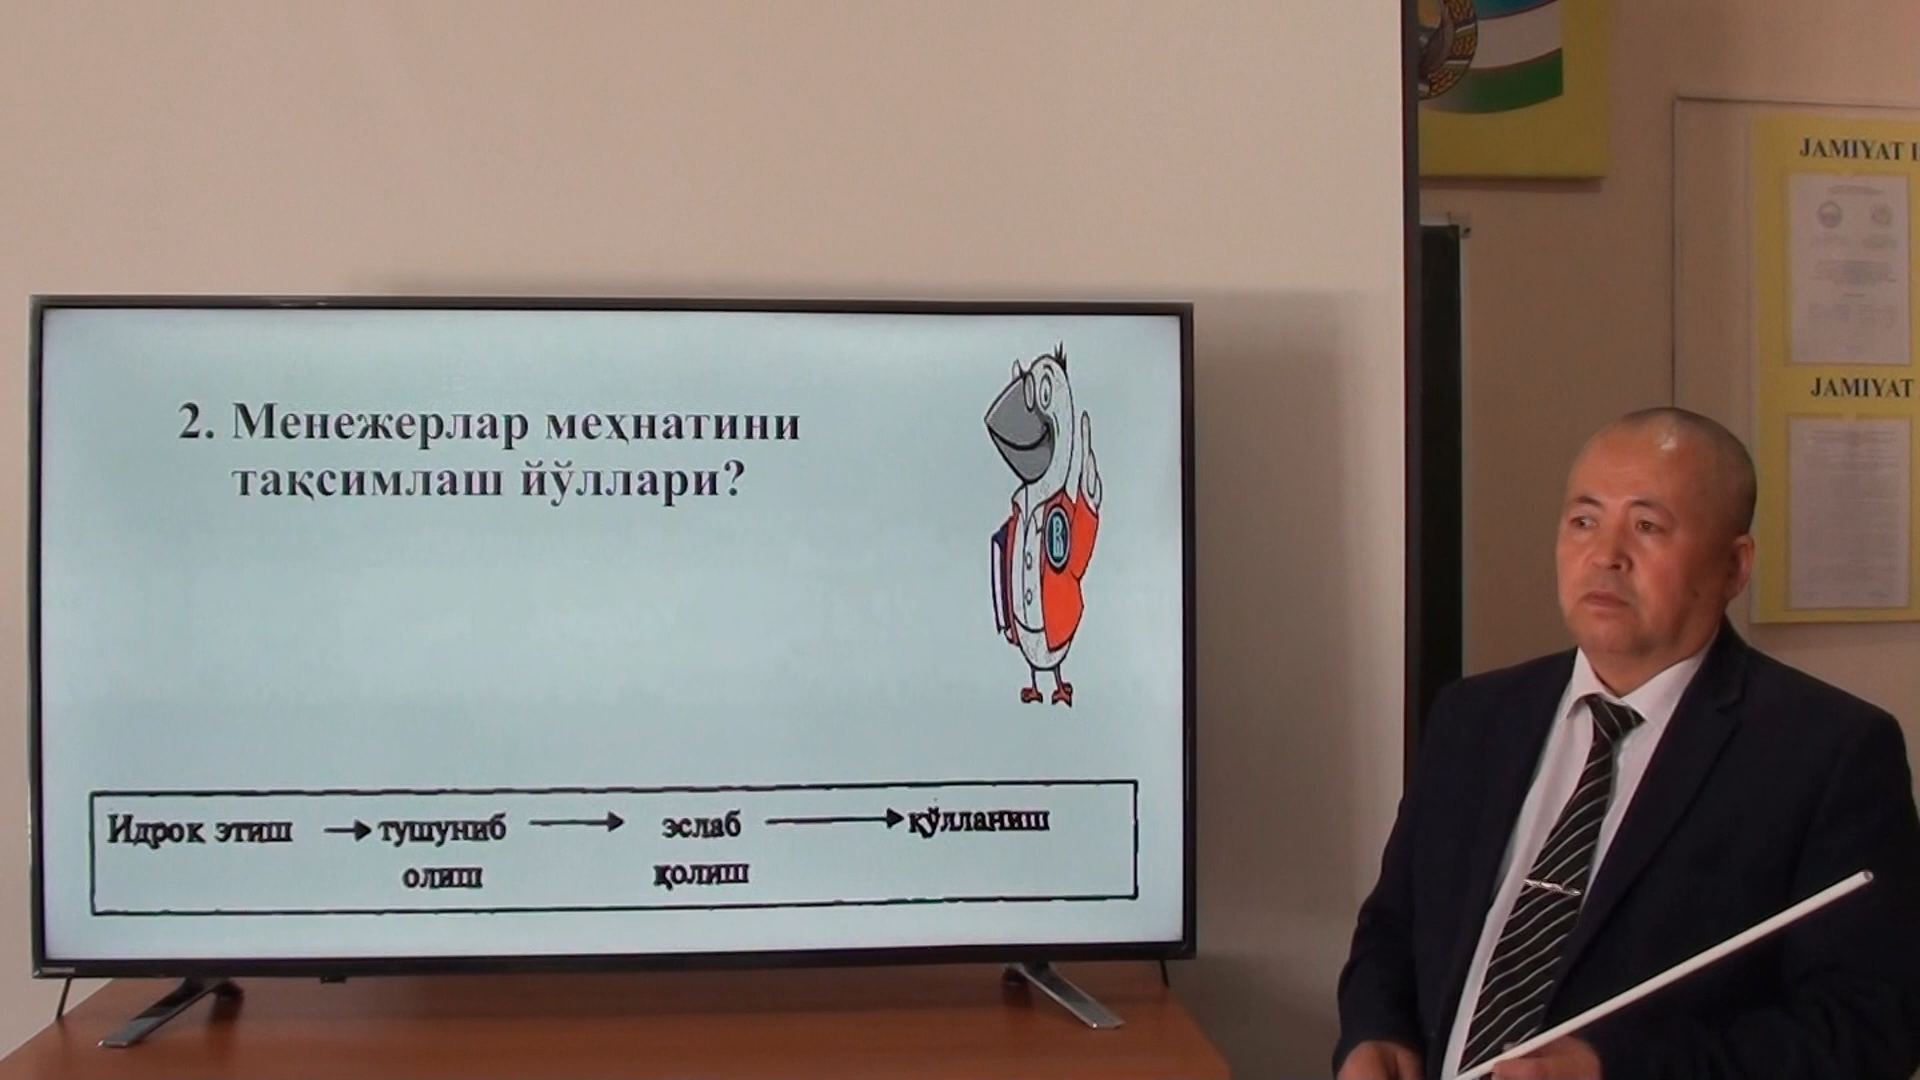 2. Менежерлар меҳнатини
тақсимлаш йўллари?
Идрок этиш → тушуниб → эслаб → қўлланиш
олиш қолиш
JAMIYAT
JAMIYAT